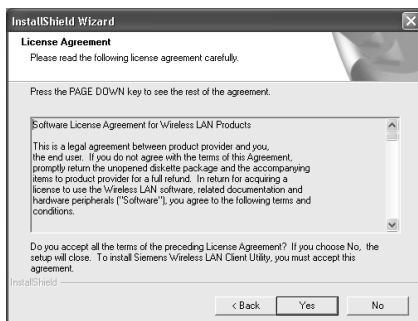 InstallShield Wizard
License Agreement
Please read the following license agreement carefully.
Press the PAGE DOWN key to see the rest of the agreement.
Software License Agreement for Wireless LAN Products
This is a legal agreement between product provider and you,
the end user. If you do not agree with the terms of this Agreement,
promptly return the unopened diskette package and the accompanying
items to product provider for a full refund. In return for acquiring a
license to use the Wireless LAN software, related documentation and
hardware peripherals ("Software"), you agree to the following terms and
conditions.
Do you accept all the terms of the preceding License Agreement? If you choose No, the
setup will close. To install Siemens Wireless LAN Client Utility, you must accept this
agreement.
InstallShield
< Back
Yes
No